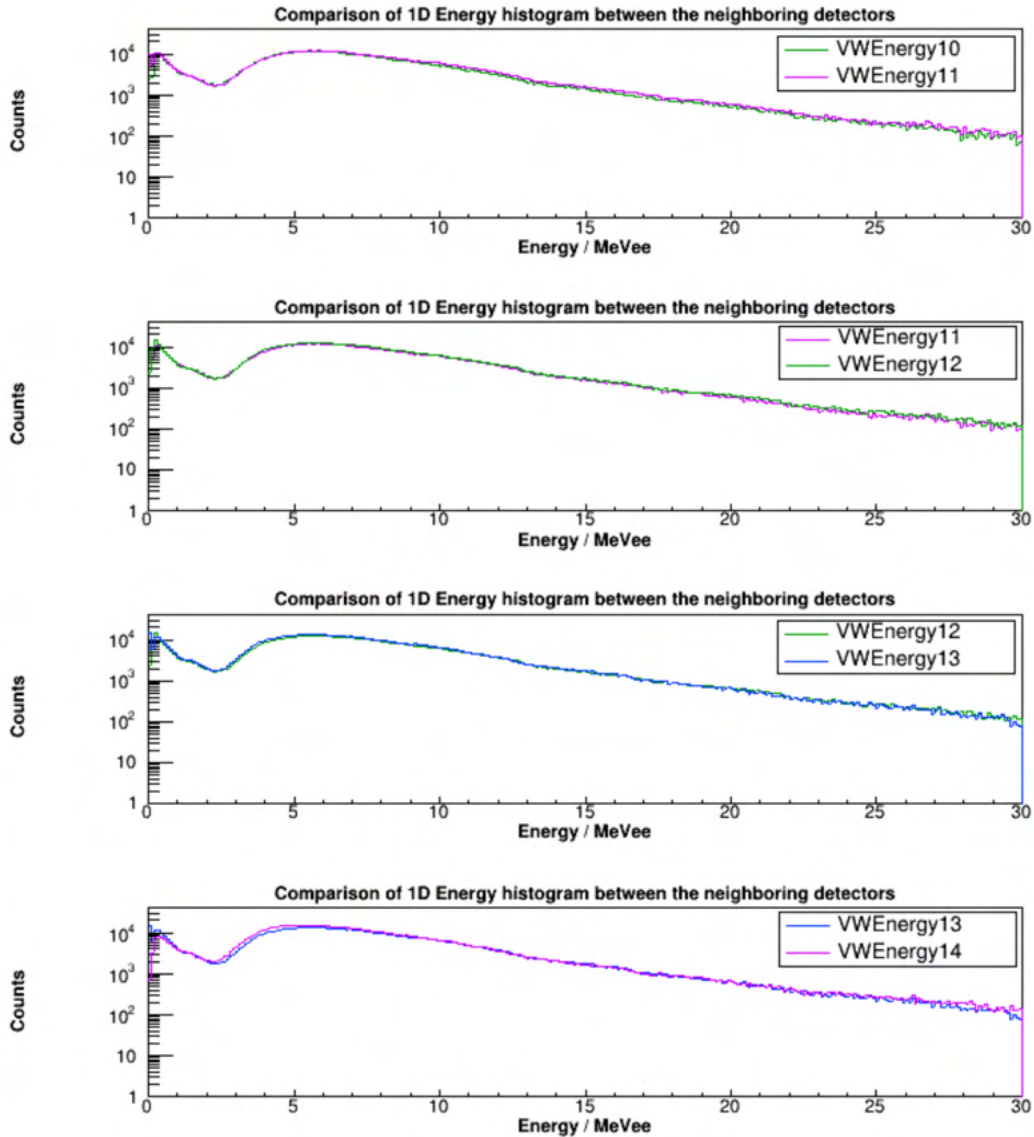 Comparison of 1D Energy histogram between the neighboring detectors
Counts
10⁴
10³
10²
10
1
VWEnergy10
VWEnergy11
0 5 10 15 20 25 30
Energy / MeVee
Comparison of 1D Energy histogram between the neighboring detectors
Counts
10⁴
10³
10²
10
1
VWEnergy11
VWEnergy12
0 5 10 15 20 25 30
Energy / MeVee
Comparison of 1D Energy histogram between the neighboring detectors
Counts
10⁴
10³
10²
10
1
VWEnergy12
VWEnergy13
0 5 10 15 20 25 30
Energy / MeVee
Comparison of 1D Energy histogram between the neighboring detectors
Counts
10⁴
10³
10²
10
1
VWEnergy13
VWEnergy14
0 5 10 15 20 25 30
Energy / MeVee